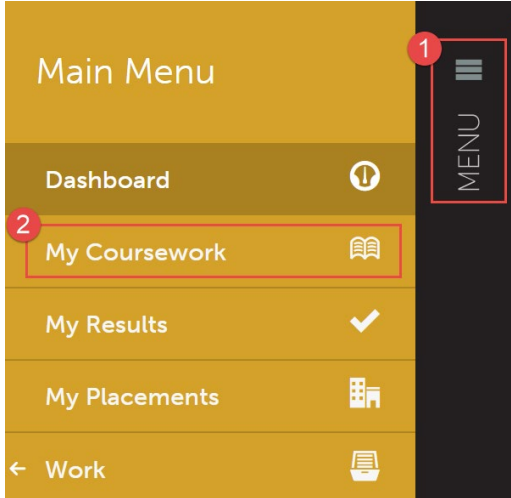 Main Menu
1
MENU
Dashboard
2
My Coursework
My Results
My Placements
← Work